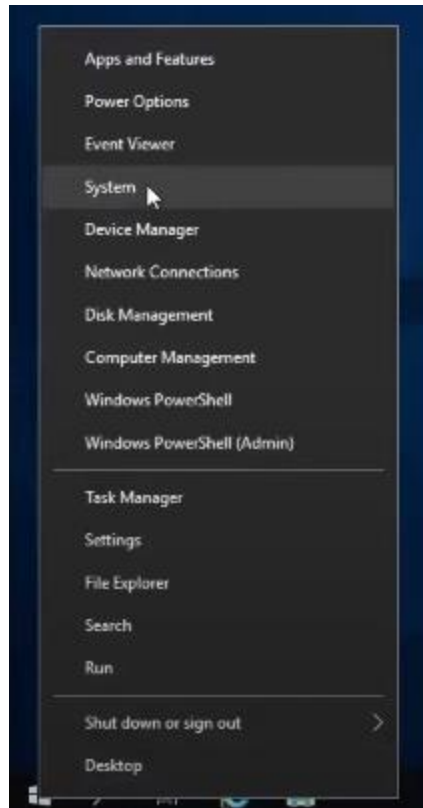 Apps and Features
Power Options
Event Viewer
System
Device Manager
Network Connections
Disk Management
Computer Management
Windows PowerShell
Windows PowerShell (Admin)
Task Manager
Settings
File Explorer
Search
Run
Shut down or sign out
Desktop